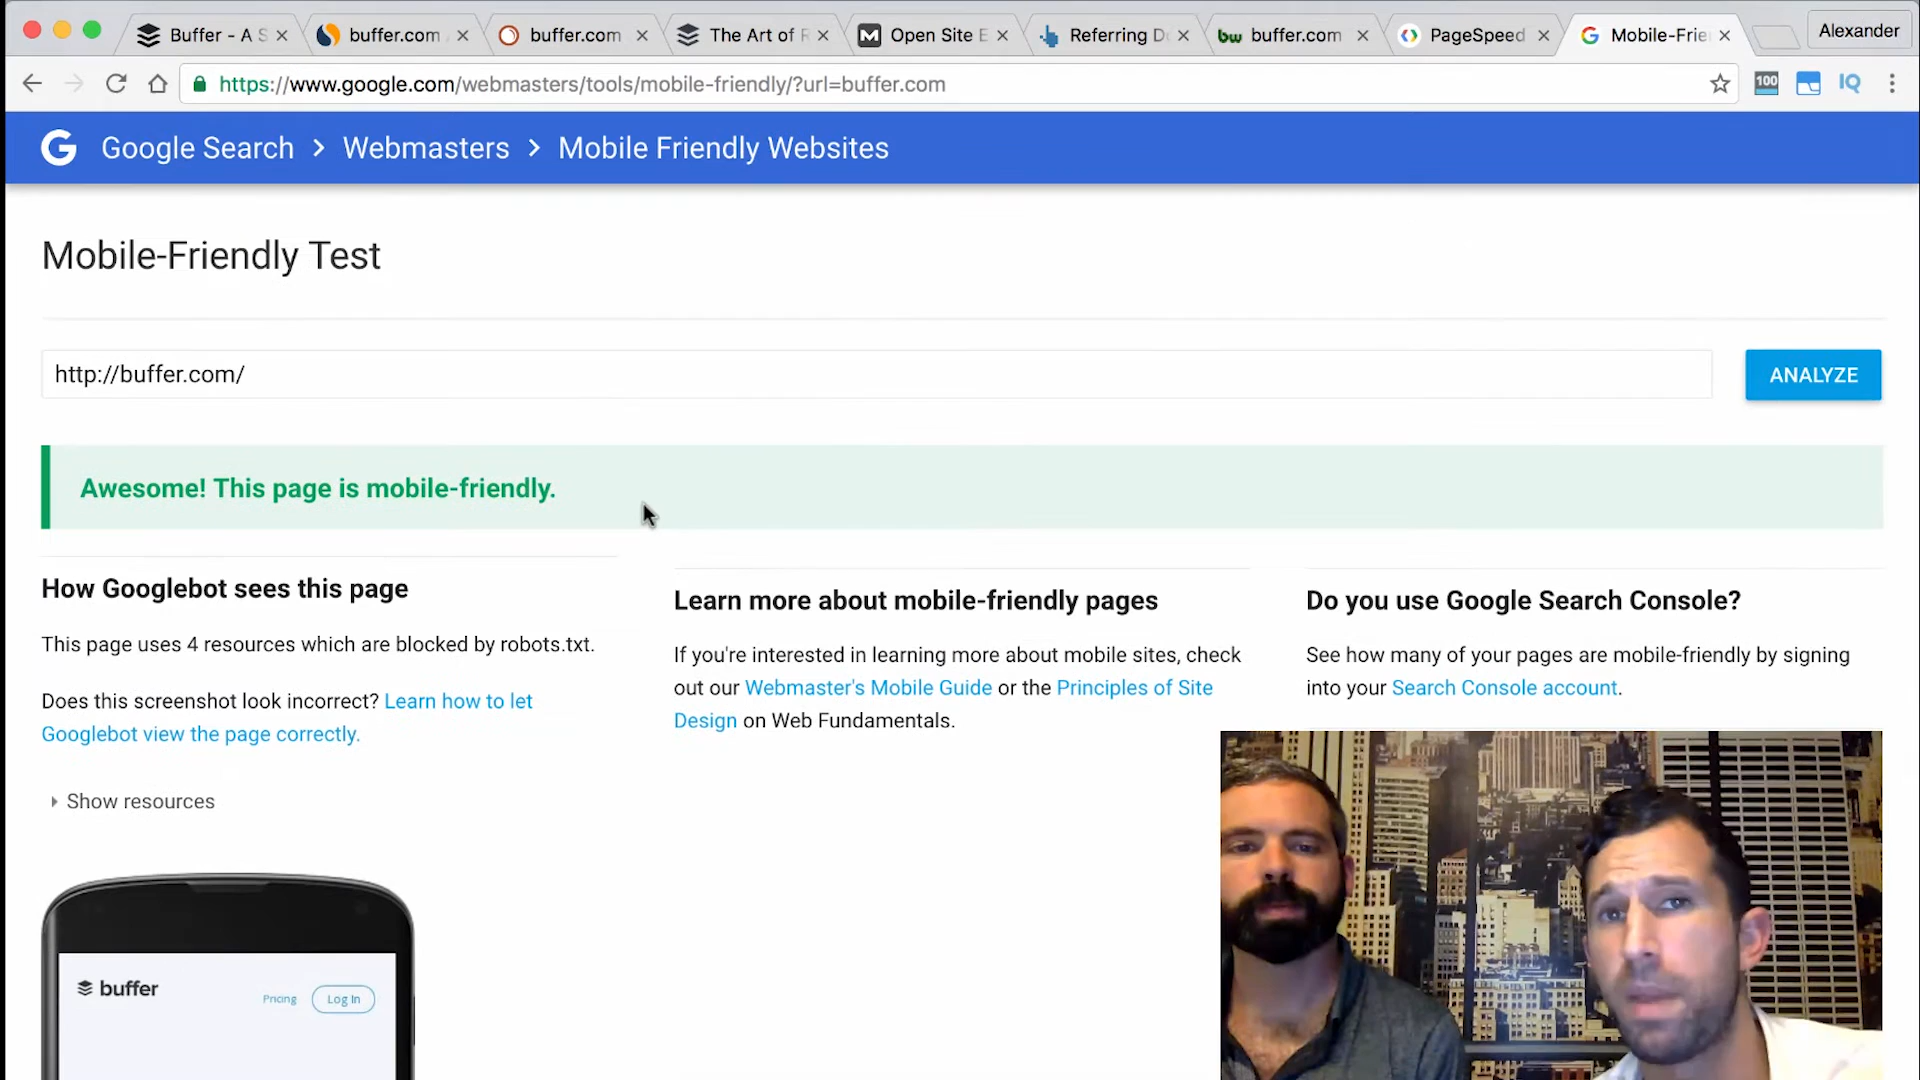 Buffer - A S
buffer.com
buffer.com
The Art of
Open Site E
Referring D
buffer.com
PageSpeed
Mobile-Frie
Alexander
https://www.google.com/webmasters/tools/mobile-friendly/?url=buffer.com
100
IQ
Google Search > Webmasters > Mobile Friendly Websites
Mobile-Friendly Test
http://buffer.com/
ANALYZE
Awesome! This page is mobile-friendly.
How Googlebot sees this page
This page uses 4 resources which are blocked by robots.txt.
Does this screenshot look incorrect? Learn how to let
Googlebot view the page correctly.
Show resources
Learn more about mobile-friendly pages
If you're interested in learning more about mobile sites, check
out our Webmaster's Mobile Guide or the Principles of Site
Design on Web Fundamentals.
Do you use Google Search Console?
See how many of your pages are mobile-friendly by signing
into your Search Console account.
buffer
Pricing
Log In